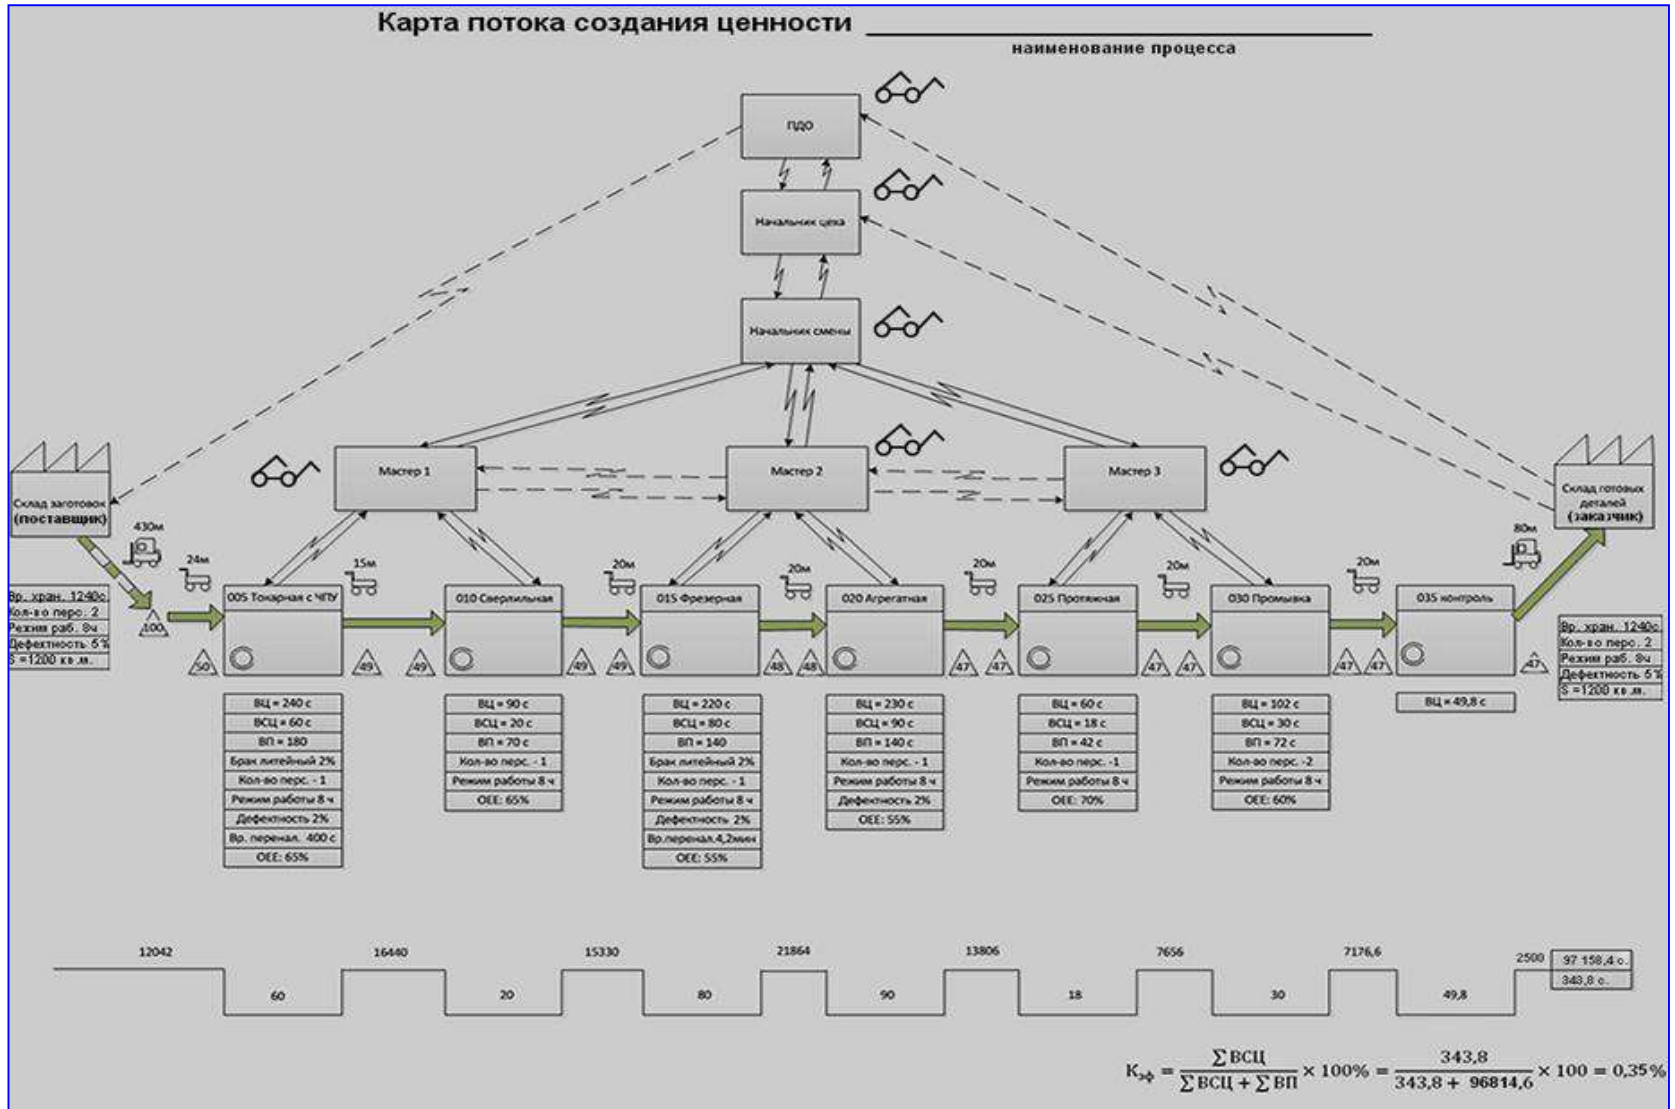 Карта потока создания ценности
наименование процесса
ПДО
Начальник цеха
Начальник смены
Мастер 1
Мастер 2
Мастер 3
Склад заготовок
(поставщик)
Склад готовых
деталей
(заказчик)
430м
24м
15м
20м
20м
20м
20м
20м
80м
Вр. хран. 1240с.
Кол-во перс. 2
Режим раб. 8ч
Дефектность 5%
S =1200 кв.м.
100
005 Токарная с ЧПУ
010 Сверлильная
015 Фрезерная
020 Агрегатная
025 Протяжная
030 Промывка
035 контроль
50
49
49
49
49
48
48
47
47
47
47
47
47
47
Вр. хран. 1240с.
Кол-во перс. 2
Режим раб. 8ч
Дефектность 5%
S =1200 кв.м.
ВЦ = 240 с
ВСЦ = 60 с
ВП = 180
Брак литейный 2%
Кол-во перс. - 1
Режим работы 8 ч
Дефектность 2%
Вр. перенал. 400 с
OEE: 65%
ВЦ = 90 с
ВСЦ = 20 с
ВП = 70 с
Кол-во перс. - 1
Режим работы 8 ч
OEE: 65%
ВЦ = 220 с
ВСЦ = 80 с
ВП = 140
Брак литейный 2%
Кол-во перс. - 1
Режим работы 8 ч
Дефектность 2%
Вр.перенал.4,2мин
OEE: 55%
ВЦ = 230 с
ВСЦ = 90 с
ВП = 140 с
Кол-во перс. - 1
Режим работы 8 ч
Дефектность 2%
OEE: 55%
ВЦ = 60 с
ВСЦ = 18 с
ВП = 42 с
Кол-во перс. -1
Режим работы 8 ч
OEE: 70%
ВЦ = 102 с
ВСЦ = 30 с
ВП = 72 с
Кол-во перс. -2
Режим работы 8 ч
OEE: 60%
ВЦ = 49,8 с
12042 16440 15330 21864 13806 7656 7176,6 2500 97 158,4 с.
60 20 80 90 18 30 49,8 343,8 с.
Kэф = ∑ВСЦ / (∑ВСЦ + ∑ВП) × 100% = 343,8 / (343,8 + 96814,6) × 100 = 0,35%